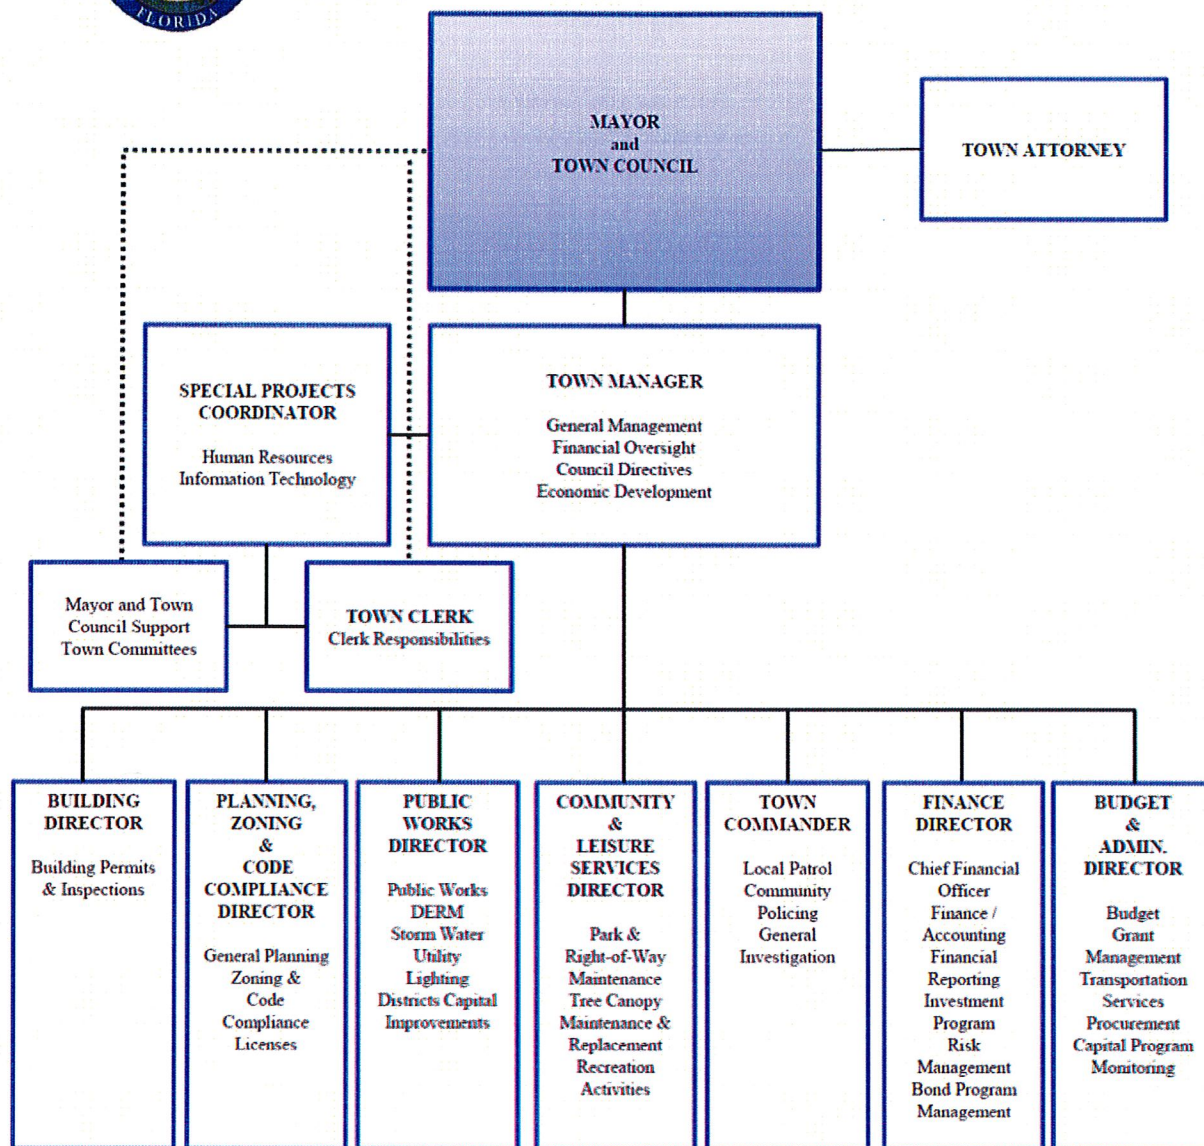 FLORIDA
MAYOR
and
TOWN COUNCIL
TOWN ATTORNEY
SPECIAL PROJECTS
COORDINATOR
Human Resources
Information Technology
TOWN MANAGER
General Management
Financial Oversight
Council Directives
Economic Development
Mayor and Town
Council Support
Town Committees
TOWN CLERK
Clerk Responsibilities
BUILDING
DIRECTOR
Building Permits
& Inspections
PLANNING,
ZONING
&
CODE
COMPLIANCE
DIRECTOR
General Planning
Zoning &
Code
Compliance
Licenses
PUBLIC
WORKS
DIRECTOR
Public Works
DERM
Storm Water
Utility
Lighting
Districts Capital
Improvements
COMMUNITY
&
LEISURE
SERVICES
DIRECTOR
Park &
Right-of-Way
Maintenance
Tree Canopy
Maintenance &
Replacement
Recreation
Activities
TOWN
COMMANDER
Local Patrol
Community
Policing
General
Investigation
FINANCE
DIRECTOR
Chief Financial
Officer
Finance /
Accounting
Financial
Reporting
Investment
Program
Risk
Management
Bond Program
Management
BUDGET
&
ADMIN.
DIRECTOR
Budget
Grant
Management
Transportation
Services
Procurement
Capital Program
Monitoring